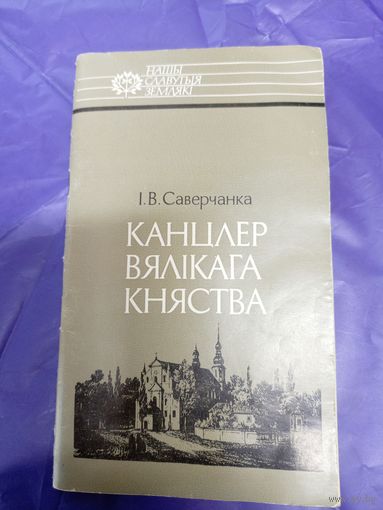 НАШЫ
СЛАВУТЫЯ
ЗЕМЛЯКІ
І.В.Саверчанка
КАНЦЛЕР
ВЯЛІКАГА
КНЯСТВА